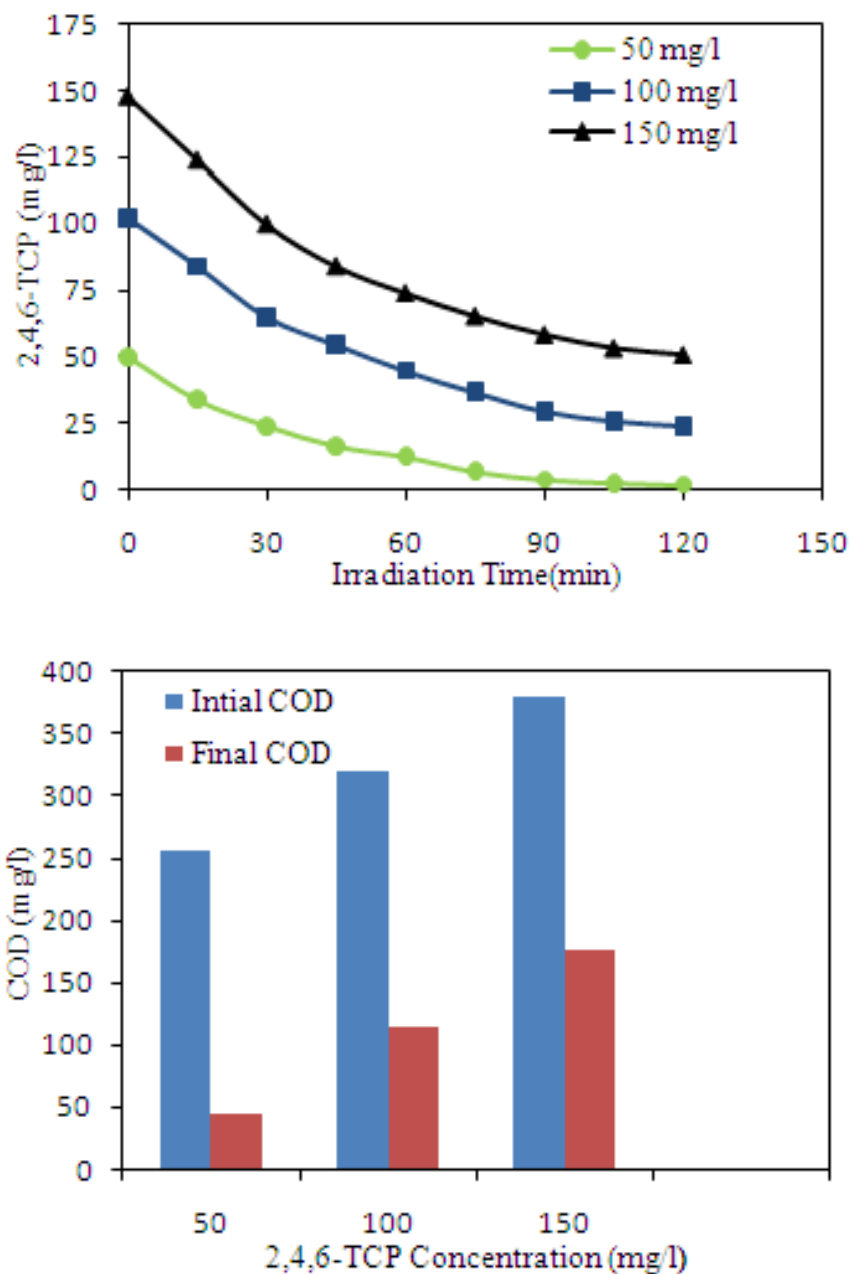 175
150
125
100
75
50
25
0
2,4,6-TCP (mg/l)
50 mg/l
100 mg/l
150 mg/l
0 30 60 90 120 150
Irradiation Time(min)
400
350
300
250
200
150
100
50
0
COD (mg/l)
Intial COD
Final COD
50 100 150
2,4,6-TCP Concentration (mg/l)